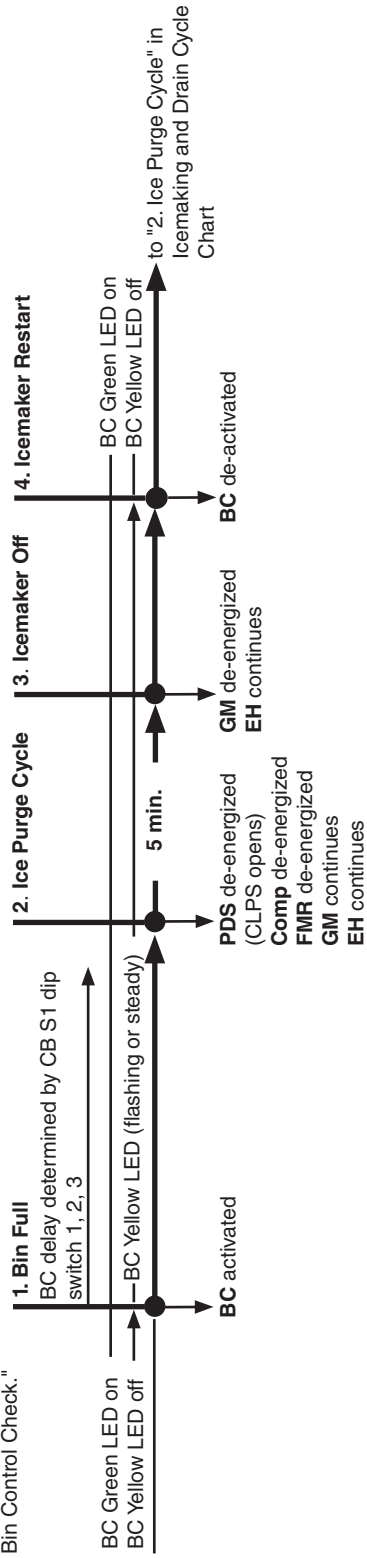 Bin Control Check."
1. Bin Full
BC delay determined by CB S1 dip
switch 1, 2, 3
BC Green LED on
BC Yellow LED off
BC Yellow LED (flashing or steady)
BC activated
2. Ice Purge Cycle
5 min.
PDS de-energized
(CLPS opens)
Comp de-energized
FMR de-energized
GM continues
EH continues
3. Icemaker Off
GM de-energized
EH continues
4. Icemaker Restart
BC Green LED on
BC Yellow LED off
BC de-activated
to "2. Ice Purge Cycle" in
Icemaking and Drain Cycle
Chart